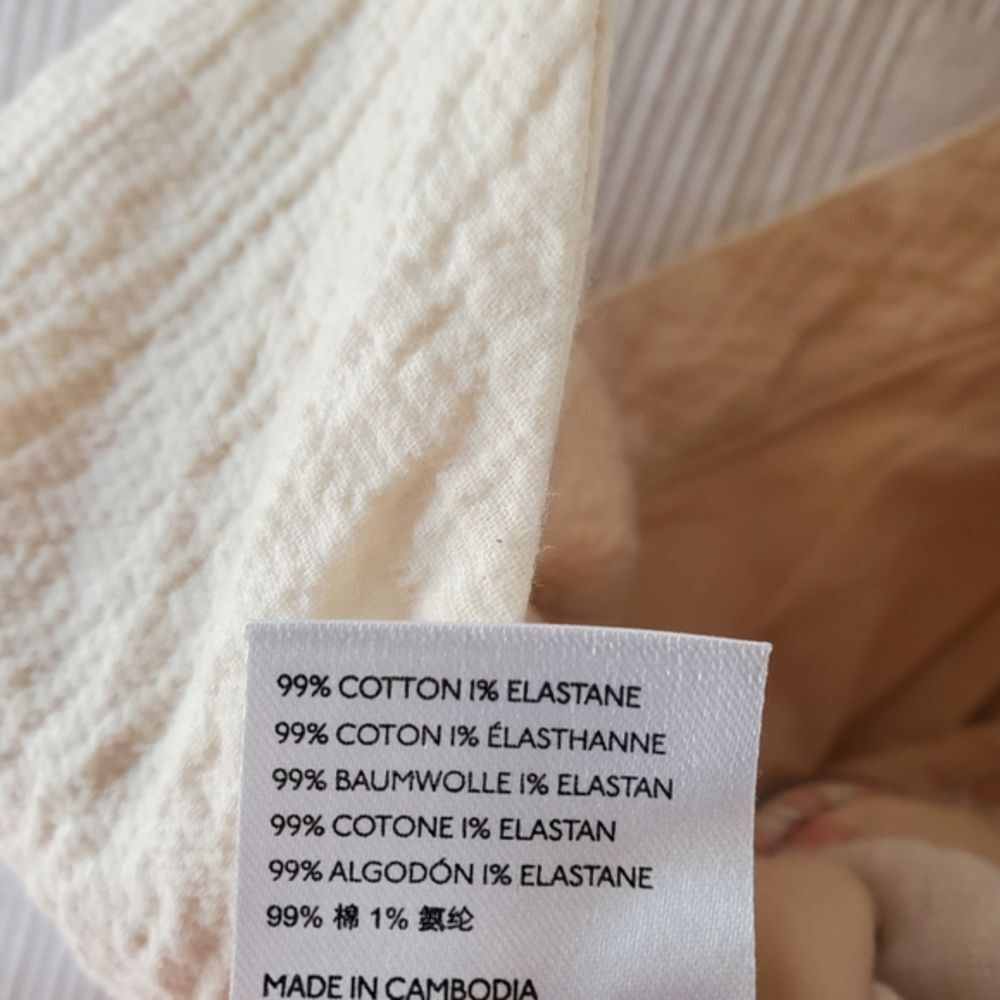 99% COTTON 1% ELASTANE
99% COTON 1% ÉLASTHANNE
99% BAUMWOLLE 1% ELASTAN
99% COTONE 1% ELASTAN
99% ALGODÓN 1% ELASTANE
99% 棉 1% 氨纶
MADE IN CAMBODIA